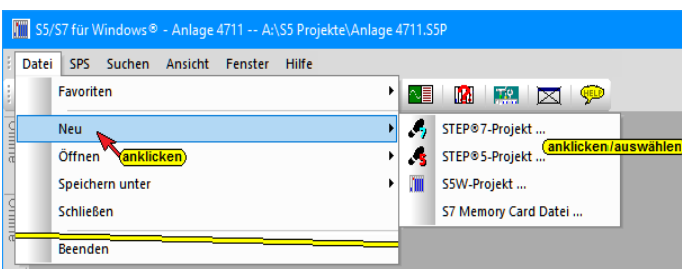 S5/S7 für Windows® - Anlage 4711 -- A:\S5 Projekte\Anlage 4711.S5P
Datei SPS Suchen Ansicht Fenster Hilfe
Favoriten
HELP
Neu
STEP®7-Projekt ...
Öffnen
anklicken
STEP®5-Projekt ...
anklicken/auswählen
Speichern unter
S5W-Projekt ...
Schließen
S7 Memory Card Datei ...
Beenden